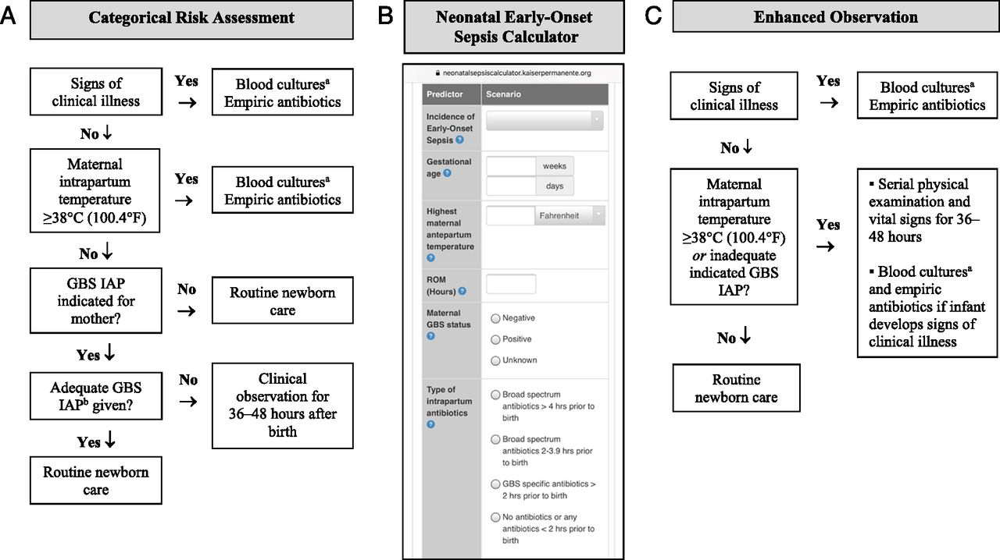 A
Categorical Risk Assessment
Signs of
clinical illness
Yes
Blood culturesᵃ
Empiric antibiotics
No
Maternal
intrapartum
temperature
≥38°C (100.4°F)
Yes
Blood culturesᵃ
Empiric antibiotics
No
GBS IAP
indicated for
mother?
No
Routine newborn
care
Yes
Adequate GBS
IAPᵇ given?
No
Clinical
observation for
36–48 hours after
birth
Yes
Routine newborn
care
B
Neonatal Early-Onset
Sepsis Calculator
neonatalsepsiscalculator.kaiserpermanente.org
Predictor
Scenario
Incidence of
Early-Onset
Sepsis ?
Gestational
age ?
weeks
days
Highest
maternal
antepartum
temperature
?
Fahrenheit
ROM
(Hours) ?
Maternal
GBS status
?
Negative
Positive
Unknown
Type of
intrapartum
antibiotics
?
Broad spectrum
antibiotics > 4 hrs prior to
birth
Broad spectrum
antibiotics 2-3.9 hrs prior
to birth
GBS specific antibiotics >
2 hrs prior to birth
No antibiotics or any
antibiotics < 2 hrs prior to
birth
C
Enhanced Observation
Signs of
clinical illness
Yes
Blood culturesᵃ
Empiric antibiotics
No
Maternal
intrapartum
temperature
≥38°C (100.4°F)
or inadequate
indicated GBS
IAP?
Yes
▪ Serial physical
examination and
vital signs for 36–
48 hours
▪ Blood culturesᵃ
and empiric
antibiotics if infant
develops signs of
clinical illness
No
Routine
newborn care